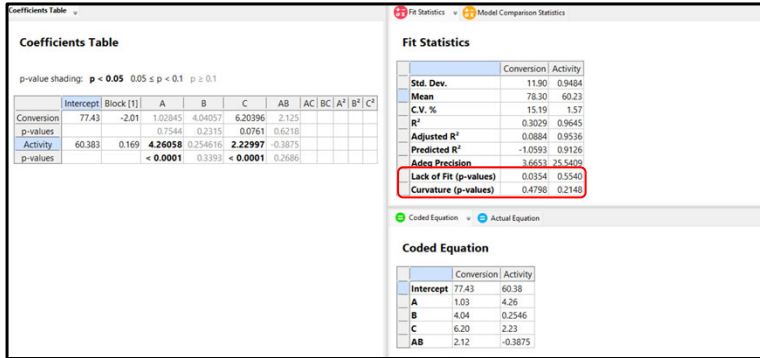 Coefficients Table
Fit Statistics
Model Comparison Statistics
Coefficients Table
p-value shading: p < 0.05 0.05 ≤ p < 0.1 p ≥ 0.1
Intercept Block [1] A B C AB AC BC A² B² C²
Conversion 77.43 -2.01 1.02845 4.04057 6.20396 2.125
p-values 0.7544 0.2315 0.0761 0.6218
Activity 60.383 0.169 4.26058 0.254616 2.22997 -0.3875
p-values < 0.0001 0.3393 < 0.0001 0.2686
Fit Statistics
Conversion Activity
Std. Dev. 11.90 0.9484
Mean 78.30 60.23
C.V. % 15.19 1.57
R² 0.3029 0.9645
Adjusted R² 0.0884 0.9536
Predicted R² -1.0593 0.9126
Adeq Precision 3.6653 25.5409
Lack of Fit (p-values) 0.0354 0.5540
Curvature (p-values) 0.4798 0.2148
Coded Equation
Actual Equation
Coded Equation
Conversion Activity
Intercept 77.43 60.38
A 1.03 4.26
B 4.04 0.2546
C 6.20 2.23
AB 2.12 -0.3875